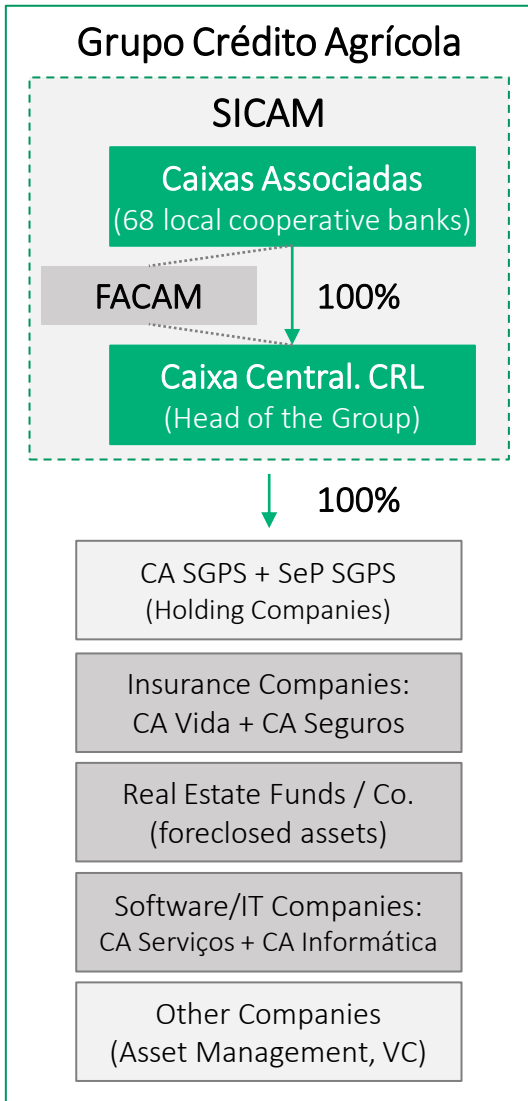 Grupo Crédito Agrícola
SICAM
Caixas Associadas
(68 local cooperative banks)
FACAM
100%
Caixa Central. CRL
(Head of the Group)
100%
CA SGPS + SeP SGPS
(Holding Companies)
Insurance Companies:
CA Vida + CA Seguros
Real Estate Funds / Co.
(foreclosed assets)
Software/IT Companies:
CA Serviços + CA Informática
Other Companies
(Asset Management, VC)